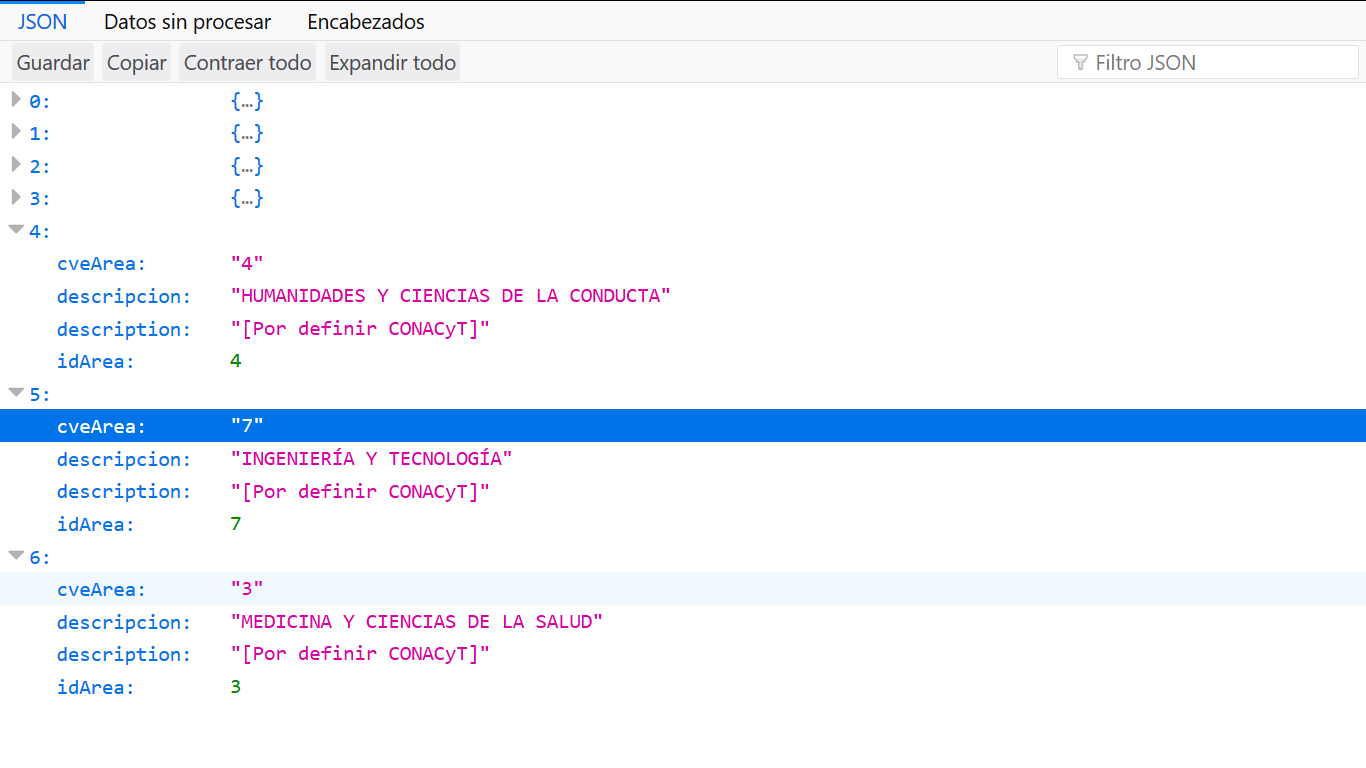 JSON Datos sin procesar Encabezados
Guardar Copiar Contraer todo Expandir todo Filtro JSON
0: {…}
1: {…}
2: {…}
3: {…}
4:
cveArea: "4"
descripcion: "HUMANIDADES Y CIENCIAS DE LA CONDUCTA"
description: "[Por definir CONACyT]"
idArea: 4
5:
cveArea: "7"
descripcion: "INGENIERÍA Y TECNOLOGÍA"
description: "[Por definir CONACyT]"
idArea: 7
6:
cveArea: "3"
descripcion: "MEDICINA Y CIENCIAS DE LA SALUD"
description: "[Por definir CONACyT]"
idArea: 3